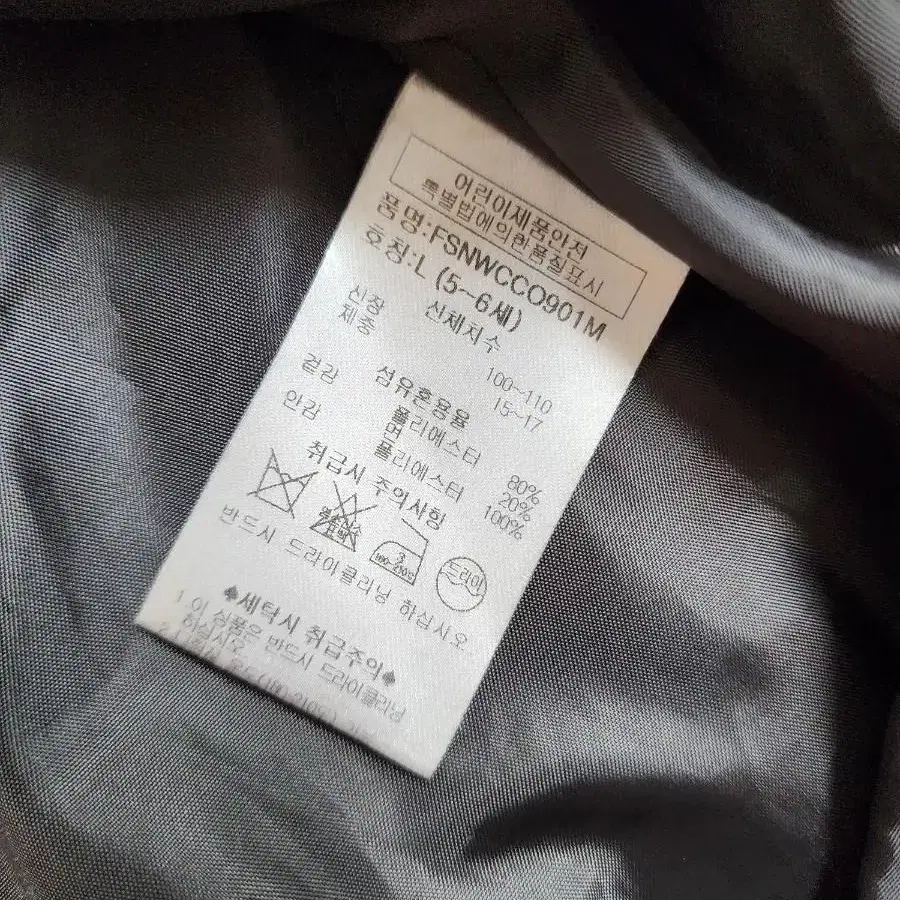 어린이제품안전
특별법에의한품질표시
품명:FSNWCCO901M
호칭:L (5~6세)
신체치수
신장 100~110
체중 15~17
섬유혼용율
겉감 폴리에스터 80%
면 20%
안감 폴리에스터 100%
취급시 주의사항
드라이
반드시 드라이클리닝 하십시오
♠세탁시 취급주의♠
1 이 상품은 반드시 드라이클리닝
하십시오